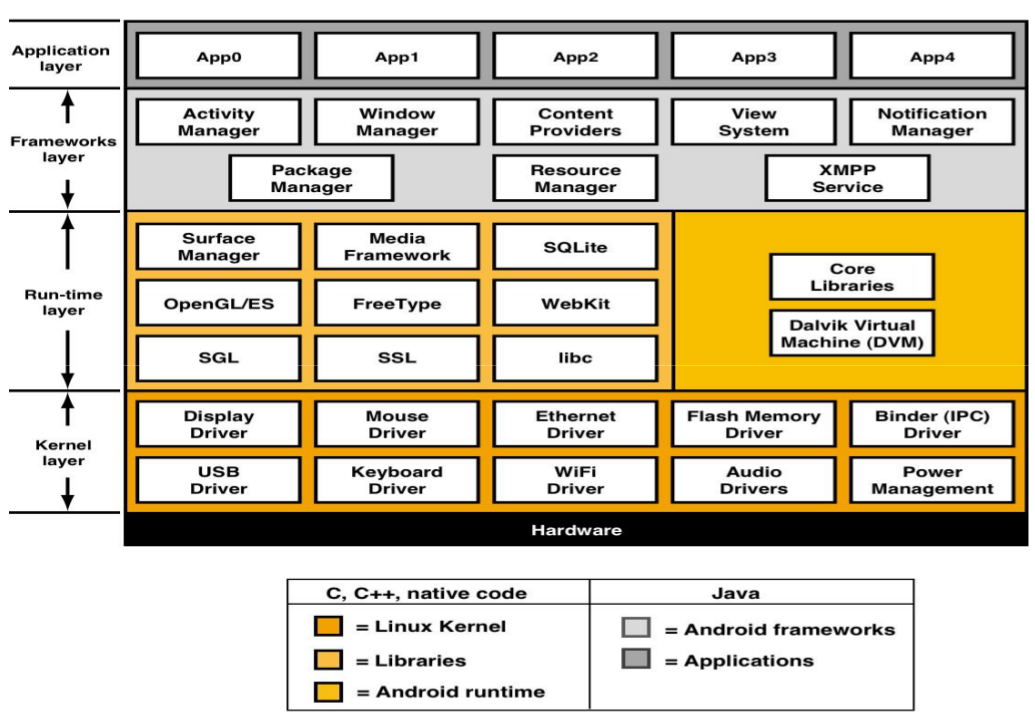 Application
layer
App0
App1
App2
App3
App4
Frameworks
layer
Activity
Manager
Window
Manager
Content
Providers
View
System
Notification
Manager
Package
Manager
Resource
Manager
XMPP
Service
Run-time
layer
Surface
Manager
Media
Framework
SQLite
OpenGL/ES
FreeType
WebKit
SGL
SSL
libc
Core
Libraries
Dalvik Virtual
Machine (DVM)
Kernel
layer
Display
Driver
Mouse
Driver
Ethernet
Driver
Flash Memory
Driver
Binder (IPC)
Driver
USB
Driver
Keyboard
Driver
WiFi
Driver
Audio
Drivers
Power
Management
Hardware
C, C++, native code
= Linux Kernel
= Libraries
= Android runtime
Java
= Android frameworks
= Applications